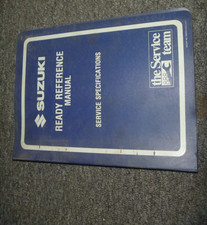 SUZUKI
READY REFERENCE
MANUAL
SERVICE SPECIFICATIONS
the Service
team